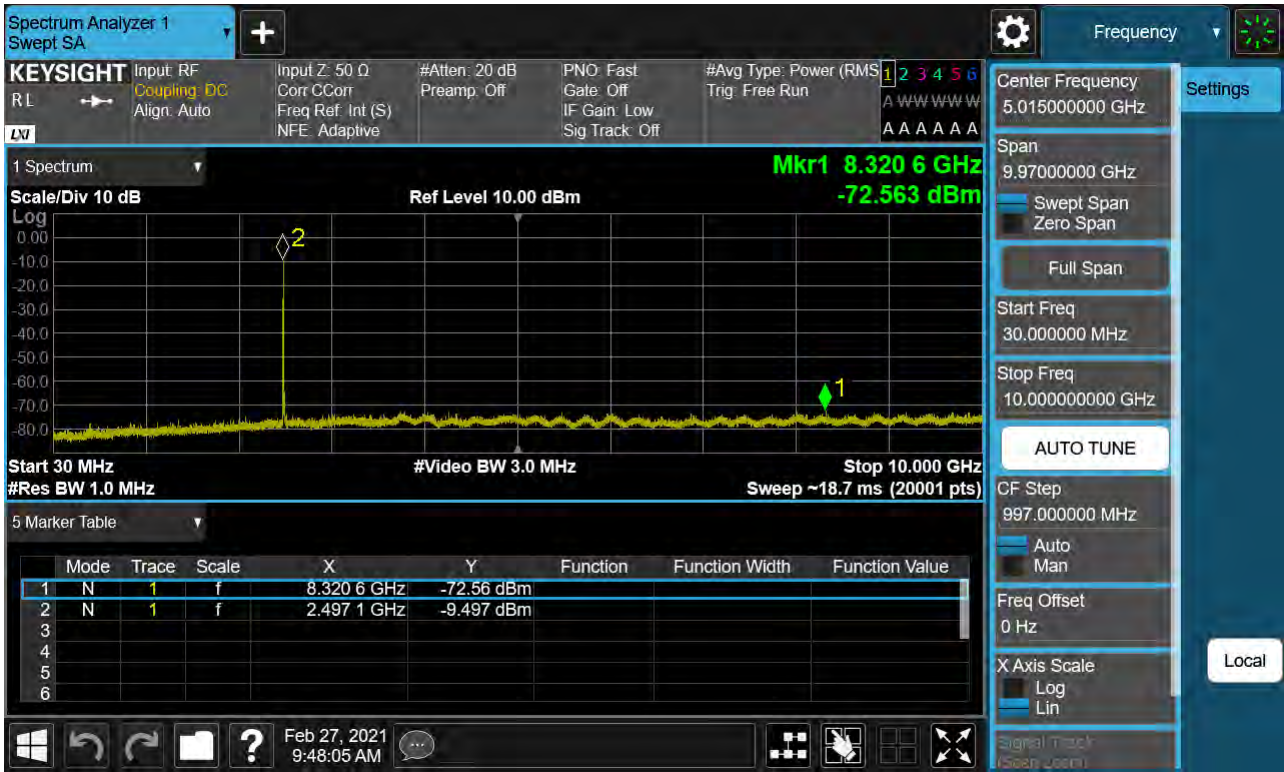 Spectrum Analyzer 1
Swept SA
Frequency
KEYSIGHT
RL
LXI
Input: RF
Coupling: DC
Align: Auto
Input Z: 50 Ω
Corr CCorr
Freq Ref: Int (S)
NFE: Adaptive
#Atten: 20 dB
Preamp: Off
PNO: Fast
Gate: Off
IF Gain: Low
Sig Track: Off
#Avg Type: Power (RMS
Trig: Free Run
1 2 3 4 5 6
A W W W W W
A A A A A A
1 Spectrum
Mkr1 8.320 6 GHz
-72.563 dBm
Scale/Div 10 dB
Ref Level 10.00 dBm
Log
0.00
-10.0
-20.0
-30.0
-40.0
-50.0
-60.0
-70.0
-80.0
2
1
Start 30 MHz
#Video BW 3.0 MHz
Stop 10.000 GHz
#Res BW 1.0 MHz
Sweep ~18.7 ms (20001 pts)
5 Marker Table
Mode Trace Scale X Y Function Function Width Function Value
1 N 1 f 8.320 6 GHz -72.56 dBm
2 N 1 f 2.497 1 GHz -9.497 dBm
3
4
5
6
Feb 27, 2021
9:48:05 AM
Center Frequency
5.015000000 GHz
Span
9.97000000 GHz
Swept Span
Zero Span
Full Span
Start Freq
30.000000 MHz
Stop Freq
10.000000000 GHz
AUTO TUNE
CF Step
997.000000 MHz
Auto
Man
Freq Offset
0 Hz
X Axis Scale
Log
Lin
Signal Track
(Span Zoom)
Settings
Local